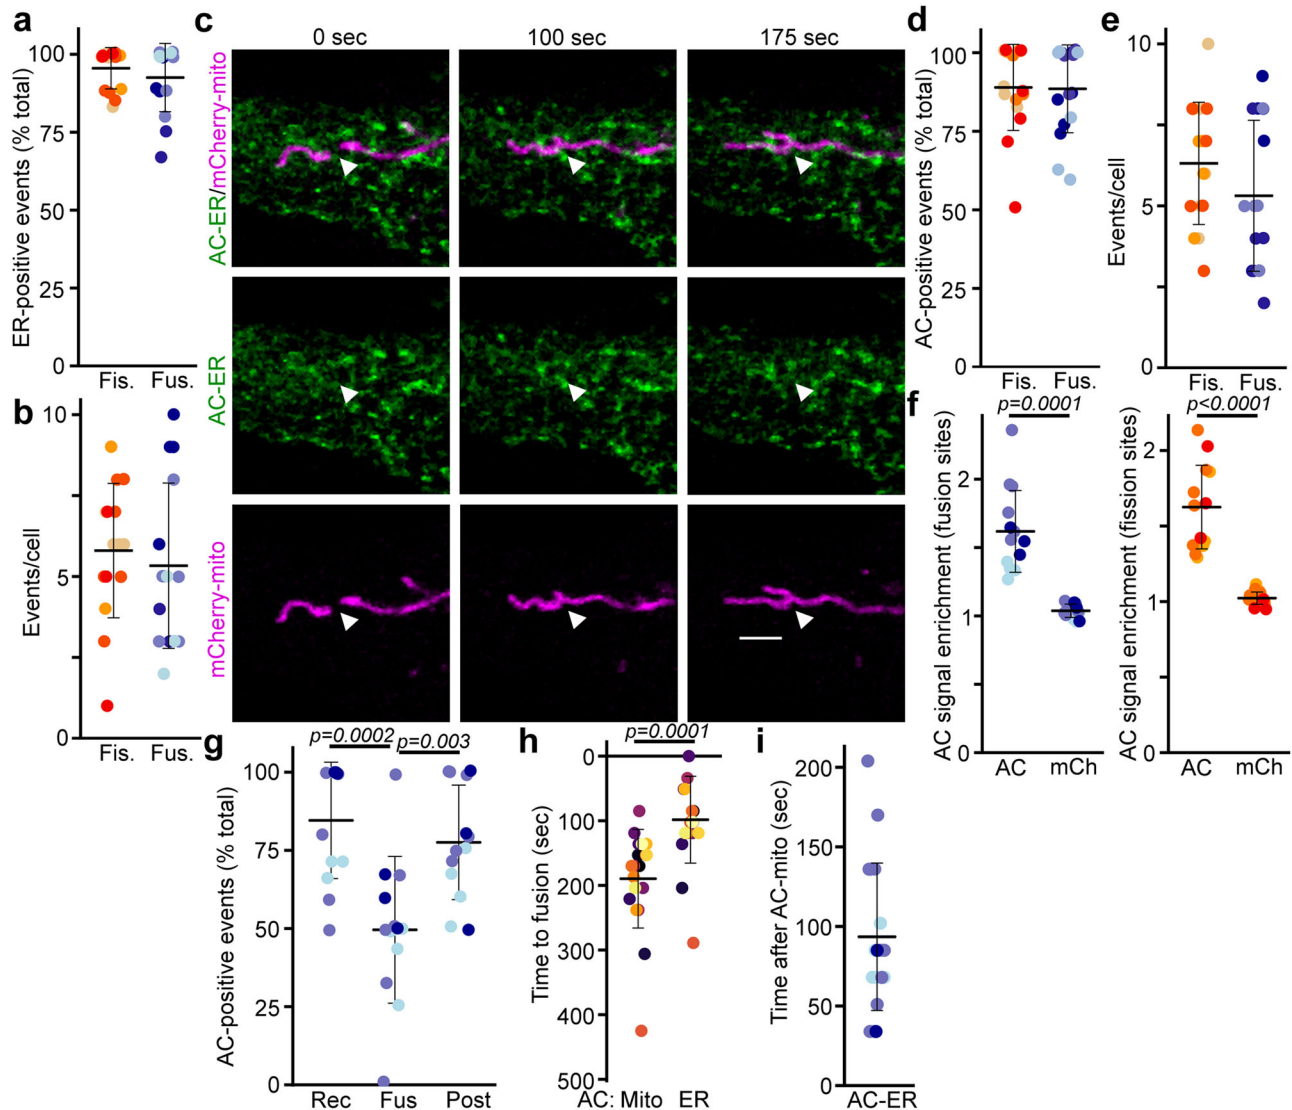 a
ER-positive events (% total)
100
75
50
25
0
Fis. Fus.
b
Events/cell
10
5
0
Fis. Fus.
c
0 sec 100 sec 175 sec
AC-ER/mCherry-mito
AC-ER
mCherry-mito
d
AC-positive events (% total)
100
75
50
25
0
Fis. Fus.
e
Events/cell
10
5
0
Fis. Fus.
f
AC signal enrichment (fusion sites)
p=0.0001
2
1
0
AC mCh
AC signal enrichment (fission sites)
p<0.0001
2
1
0
AC mCh
g
AC-positive events (% total)
p=0.0002 p=0.003
100
75
50
25
0
Rec Fus Post
h
Time to fusion (sec)
p=0.0001
0
100
200
300
400
500
AC: Mito ER
i
Time after AC-mito (sec)
200
150
100
50
0
AC-ER